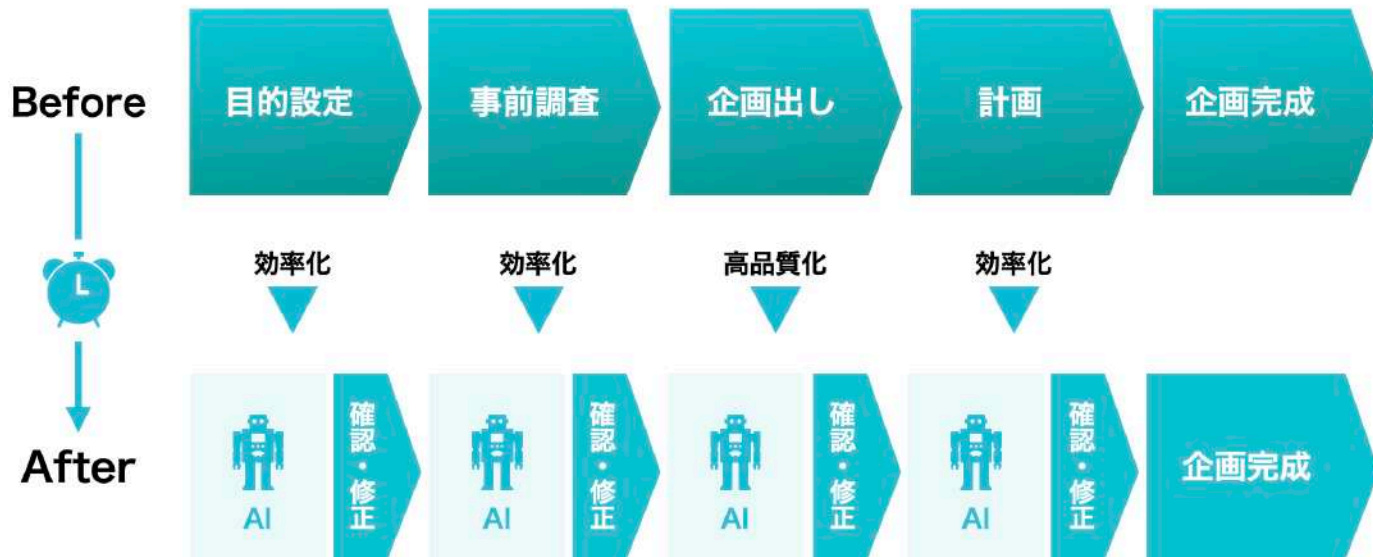 Before
目的設定
事前調査
企画出し
計画
企画完成
効率化
効率化
高品質化
効率化
After
AI
確認・修正
AI
確認・修正
AI
確認・修正
AI
確認・修正
企画完成